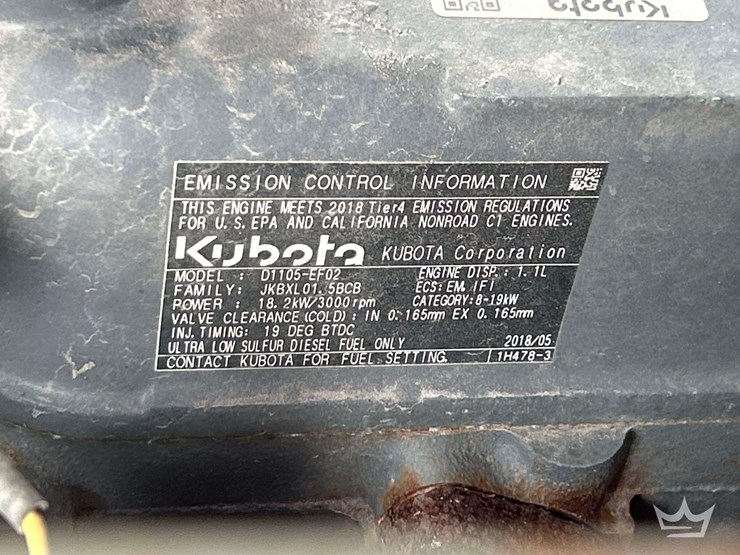 Kubota
EMISSION CONTROL INFORMATION
THIS ENGINE MEETS 2018 Tier4 EMISSION REGULATIONS
FOR U.S. EPA AND CALIFORNIA NONROAD CI ENGINES.
Kubota KUBOTA Corporation
MODEL : D1105-EF02 ENGINE DISP.: 1.1L
FAMILY: JKBXL01.5BCB ECS: EM, IFI
POWER : 18.2kW/3000rpm CATEGORY:8-19kW
VALVE CLEARANCE (COLD) : IN 0.165mm EX 0.165mm
INJ. TIMING: 19 DEG BTDC
ULTRA LOW SULFUR DIESEL FUEL ONLY 2018/05
CONTACT KUBOTA FOR FUEL SETTING. 1H478-3